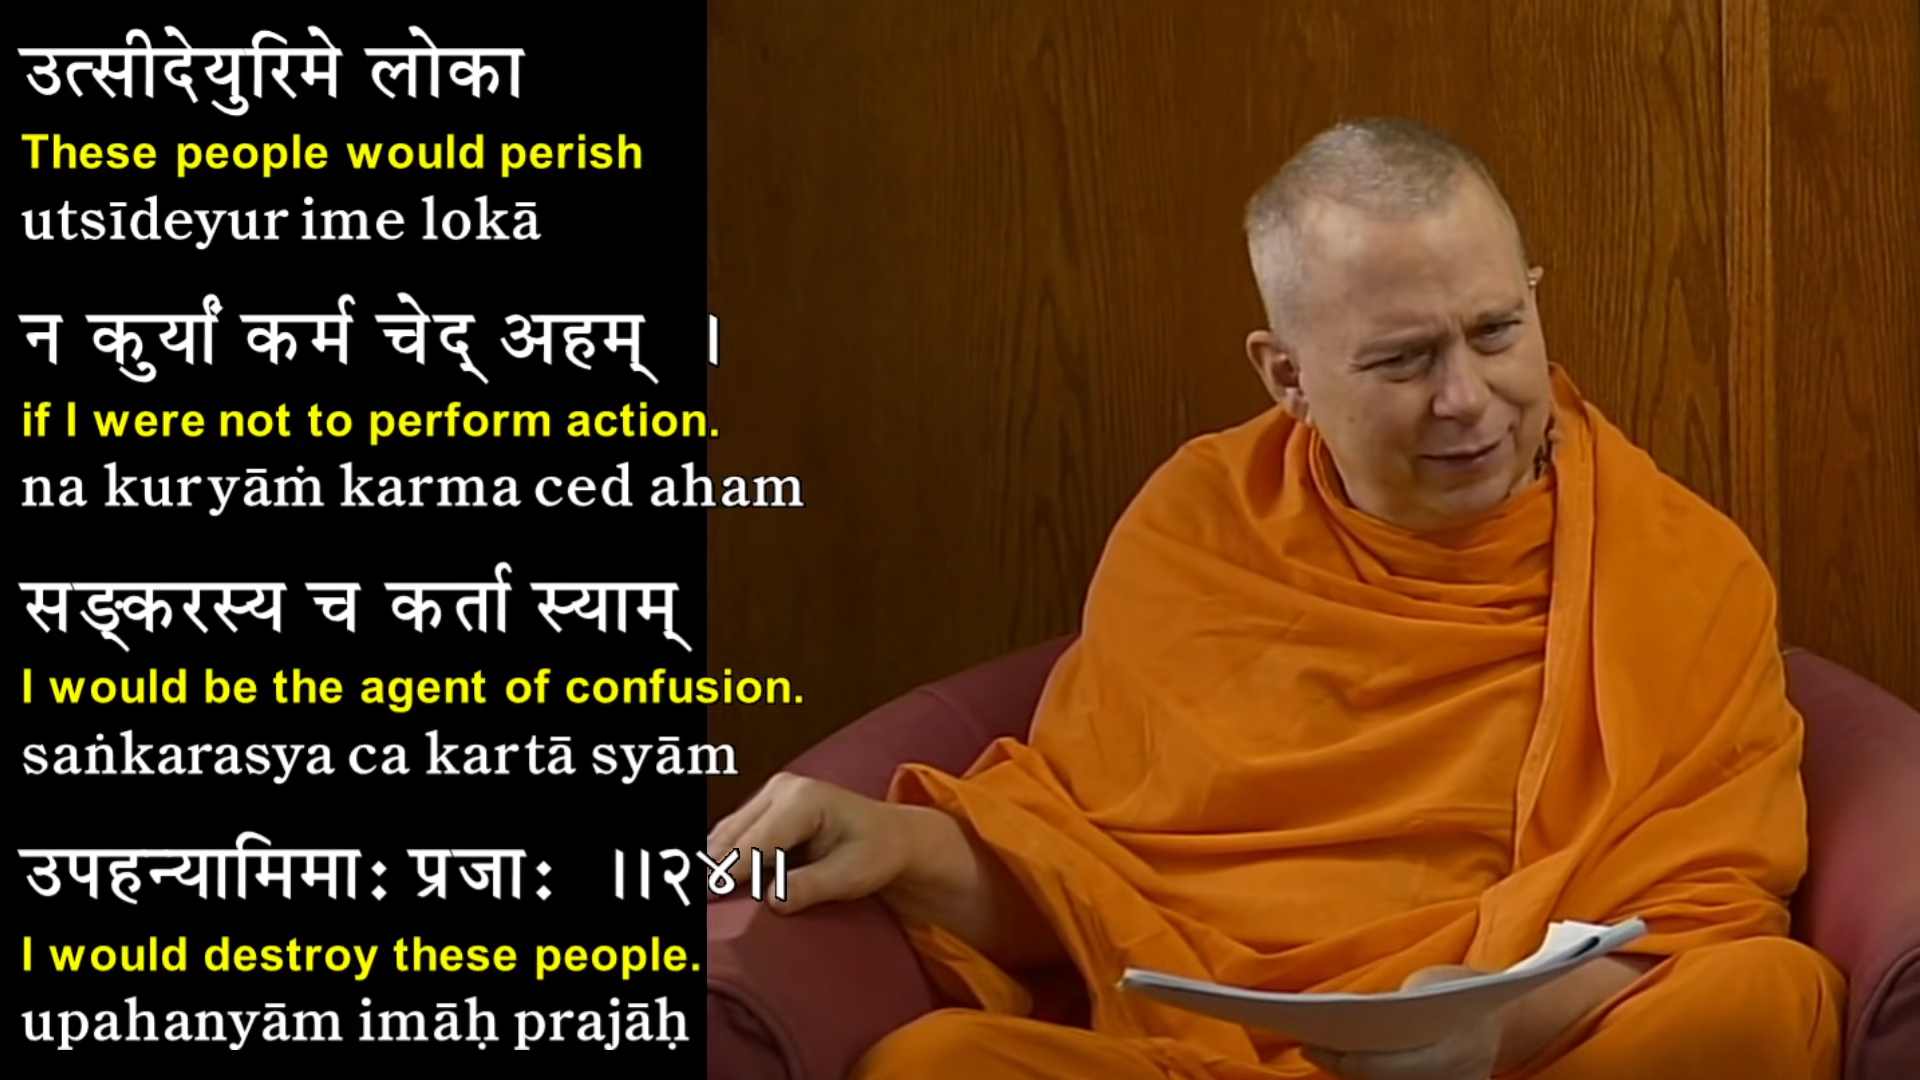 उत्सीदेयुरिमे लोका
These people would perish
utsīdeyur ime lokā
न कुर्यां कर्म चेद् अहम् ।
if I were not to perform action.
na kuryāṁ karma ced aham
सङ्करस्य च कर्ता स्याम्
I would be the agent of confusion.
saṅkarasya ca kartā syām
उपहन्यामिमाः प्रजाः ।।२४।।
I would destroy these people.
upahanyām imāḥ prajāḥ